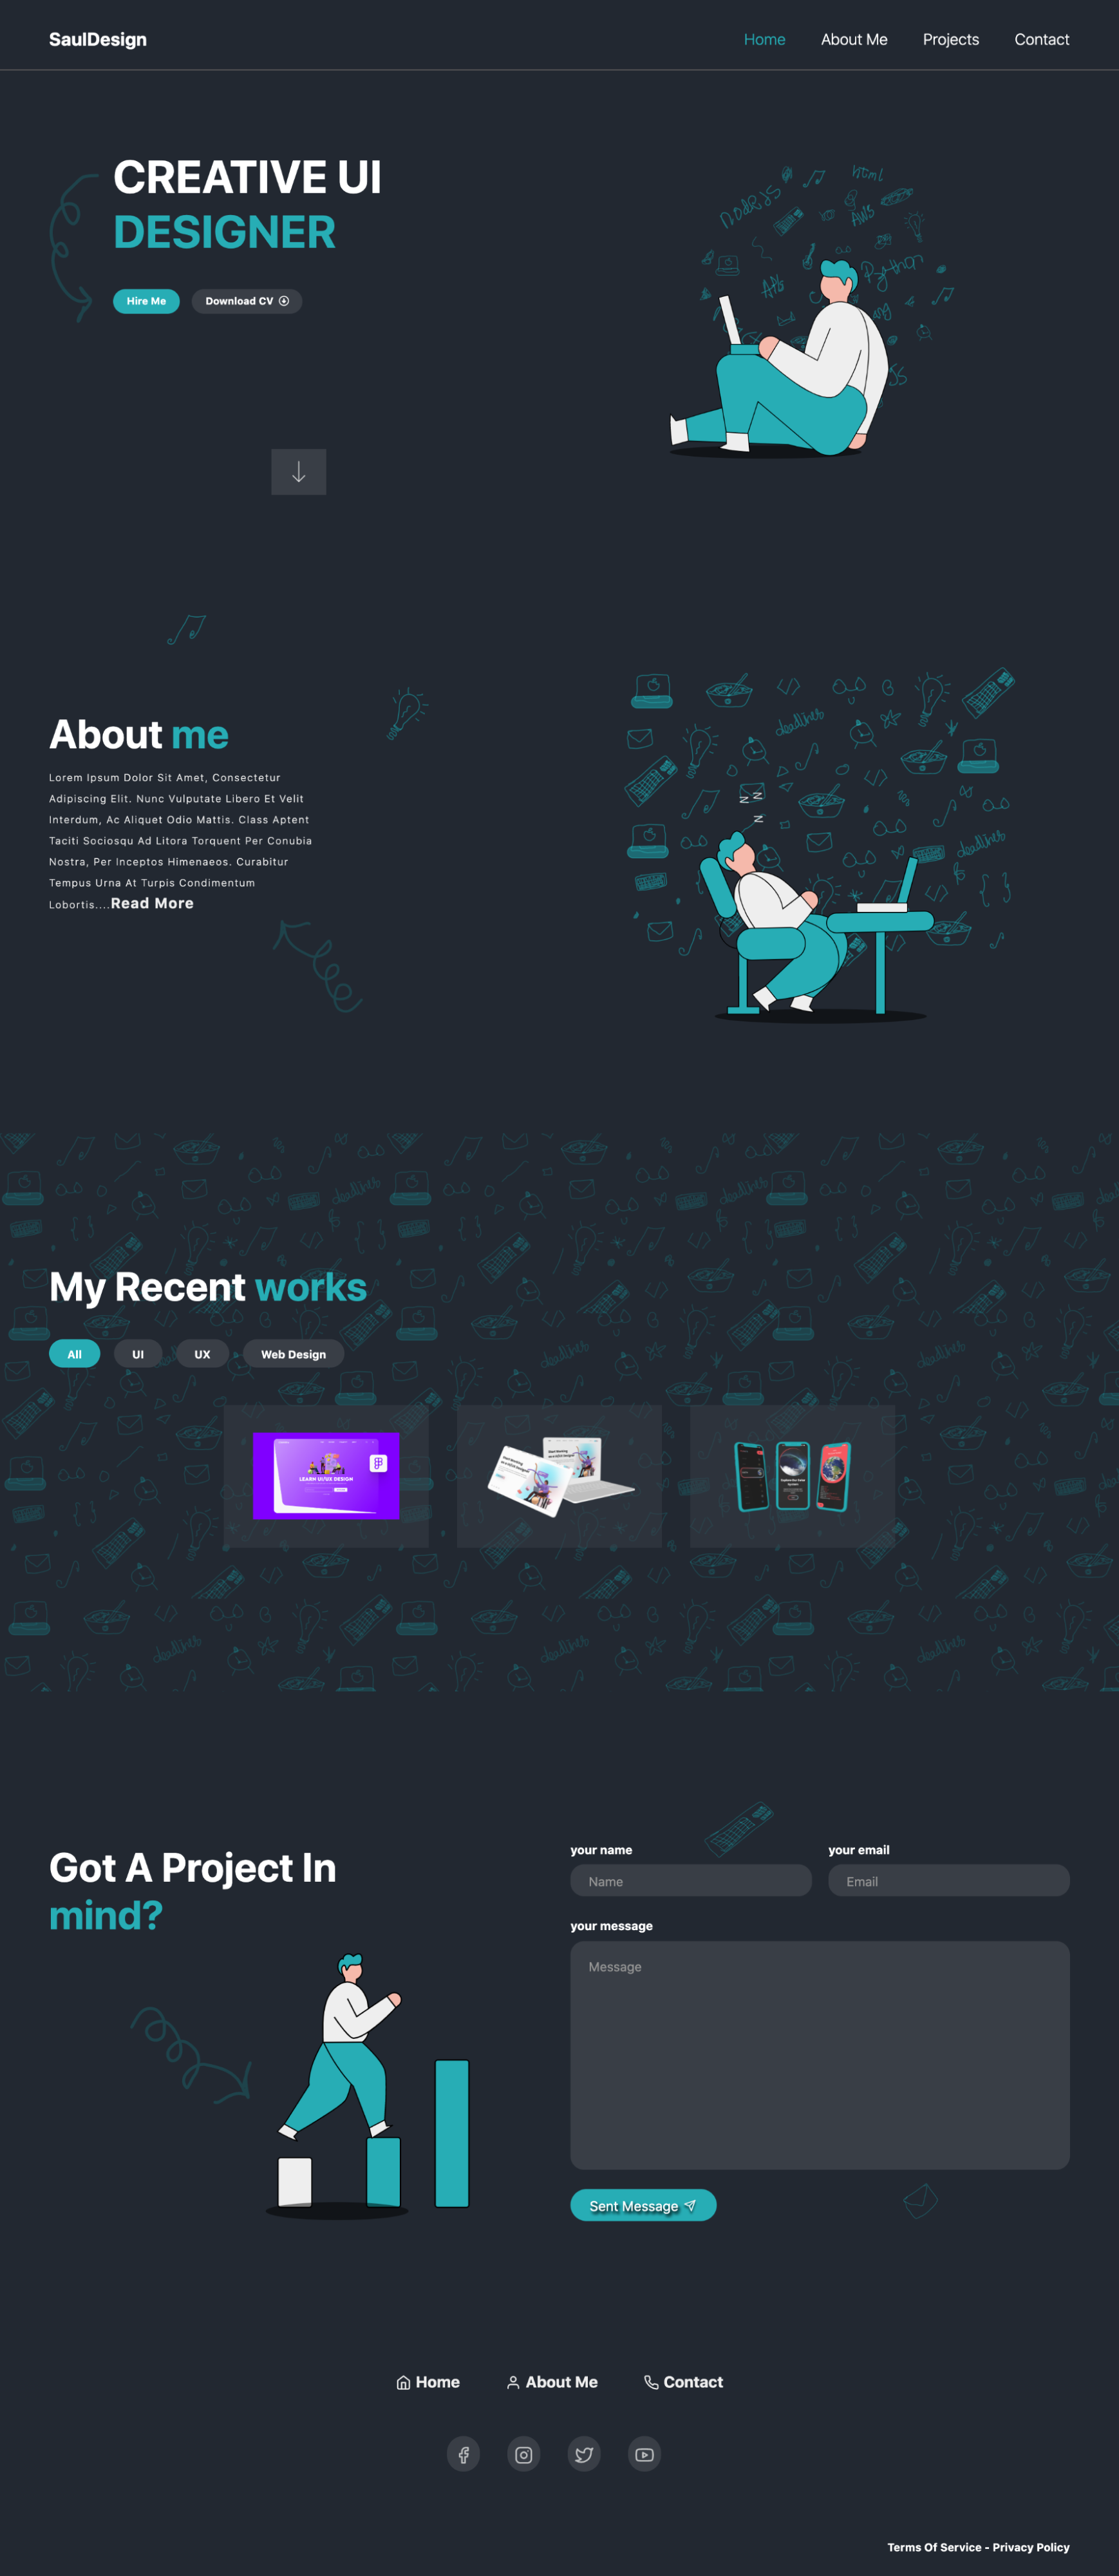 SaulDesign
Home
About Me
Projects
Contact
CREATIVE UI
DESIGNER
Hire Me
Download CV
NodeJS
Html
AWS
Python
APIs
About me
Lorem Ipsum Dolor Sit Amet, Consectetur
Adipiscing Elit. Nunc Vulputate Libero Et Velit
Interdum, Ac Aliquet Odio Mattis. Class Aptent
Taciti Sociosqu Ad Litora Torquent Per Conubia
Nostra, Per Inceptos Himenaeos. Curabitur
Tempus Urna At Turpis Condimentum
Lobortis....Read More
deadlines
deadlines
Z Z
Z
My Recent works
All
UI
UX
Web Design
LEARN UI/UX DESIGN
Got A Project In
mind?
your name
your email
Name
Email
your message
Message
Sent Message
Home
About Me
Contact
Terms Of Service - Privacy Policy